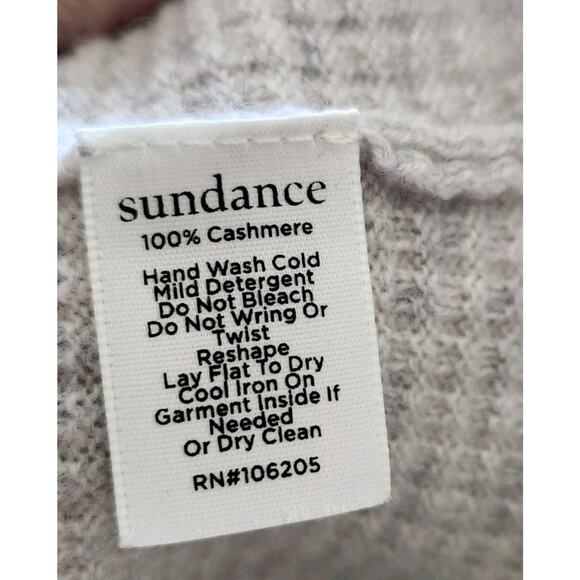 sundance
100% Cashmere
Hand Wash Cold
Mild Detergent
Do Not Bleach
Do Not Wring Or
Twist
Reshape
Lay Flat To Dry
Cool Iron On
Garment Inside If
Needed
Or Dry Clean
RN#106205